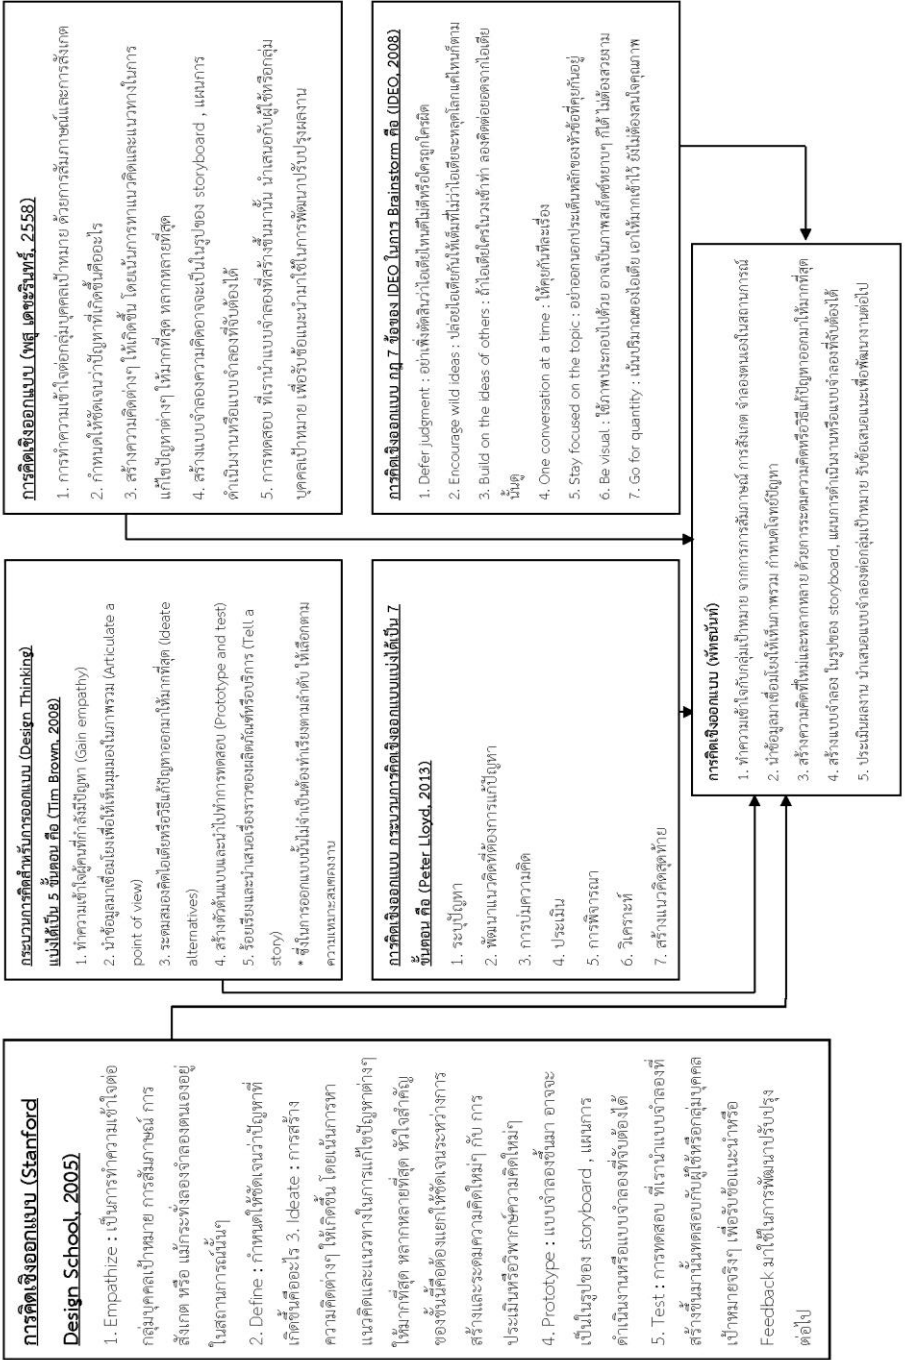 การคิดเชิงออกแบบ (Stanford
Design School, 2005)
1. Empathize : เป็นการทำความเข้าใจต่อ
กลุ่มบุคคลเป้าหมาย การสัมภาษณ์ การ
สังเกต หรือ แม้กระทั่งลองจำลองตนเองอยู่
ในสถานการณ์นั้นๆ
2. Define : กำหนดให้ชัดเจนว่าปัญหาที่
เกิดขึ้นคืออะไร 3. Ideate : การสร้าง
ความคิดต่างๆ ให้เกิดขึ้น โดยเน้นการหา
แนวคิดและแนวทางในการแก้ไขปัญหาต่างๆ
ให้มากที่สุด หลากหลายที่สุด หัวใจสำคัญ
ของขั้นนี้คือต้องแยกให้ชัดเจนระหว่างการ
สร้างและระดมความคิดใหม่ๆ กับ การ
ประเมินหรือวิพากษ์ความคิดใหม่ๆ
4. Prototype : แบบจำลองขึ้นมา อาจจะ
เป็นในรูปของ storyboard , แผนการ
ดำเนินงานหรือแบบจำลองที่จับต้องได้
5. Test : การทดสอบ ที่เรานำแบบจำลองที่
สร้างขึ้นมานั้นทดสอบกับผู้ใช้หรือกลุ่มบุคคล
เป้าหมายจริงๆ เพื่อรับข้อแนะนำหรือ
Feedback มาใช้ในการพัฒนาปรับปรุง
ต่อไป
กระบวนการคิดสำหรับการออกแบบ (Design Thinking)
แบ่งได้เป็น 5 ขั้นตอน คือ (Tim Brown, 2008)
1. ทำความเข้าใจผู้คนที่กำลังมีปัญหา (Gain empathy)
2. นำข้อมูลมาเชื่อมโยงเพื่อให้เห็นมุมมองในภาพรวม (Articulate a
point of view)
3. ระดมสมองคิดไอเดียหรือวิธีแก้ปัญหาออกมาให้มากที่สุด (Ideate
alternatives)
4. สร้างตัวต้นแบบและนำไปทำการทดสอบ (Prototype and test)
5. ร้อยเรียงและนำเสนอเรื่องราวของผลิตภัณฑ์หรือบริการ (Tell a
story)
* ซึ่งในการออกแบบนั้นไม่จำเป็นต้องทำเรียงตามลำดับ ให้เลือกตาม
ความเหมาะสมของงาน
การคิดเชิงออกแบบ กระบวนการคิดเชิงออกแบบแบ่งได้เป็น 7
ขั้นตอน คือ (Peter Lloyd, 2013)
1. ระบุปัญหา
2. พัฒนาแนวคิดที่ต้องการแก้ปัญหา
3. การบ่มความคิด
4. ประเมิน
5. การพิจารณา
6. วิเคราะห์
7. สร้างแนวคิดสุดท้าย
การคิดเชิงออกแบบ (พสุ เดชะรินทร์, 2558)
1. การทำความเข้าใจต่อกลุ่มบุคคลเป้าหมาย ด้วยการสัมภาษณ์และการสังเกต
2. กำหนดให้ชัดเจนว่าปัญหาที่เกิดขึ้นคืออะไร
3. สร้างความคิดต่างๆ ให้เกิดขึ้น โดยเน้นการหาแนวคิดและแนวทางในการ
แก้ไขปัญหาต่างๆ ให้มากที่สุด หลากหลายที่สุด
4. สร้างแบบจำลองความคิดอาจจะเป็นในรูปของ storyboard , แผนการ
ดำเนินงานหรือแบบจำลองที่จับต้องได้
5. การทดสอบ ที่เรานำแบบจำลองที่สร้างขึ้นมานั้น นำเสนอกับผู้ใช้หรือกลุ่ม
บุคคลเป้าหมาย เพื่อรับข้อแนะนำมาใช้ในการพัฒนาปรับปรุงผลงาน
การคิดเชิงออกแบบ กฎ 7 ข้อของ IDEO ในการ Brainstorm คือ (IDEO, 2008)
1. Defer judgment : อย่าเพิ่งตัดสินว่าไอเดียไหนดีไม่ดีหรือใครถูกใครผิด
2. Encourage wild ideas : ปล่อยไอเดียกันให้เต็มที่ไม่ว่าไอเดียจะหลุดโลกแค่ไหนก็ตาม
3. Build on the ideas of others : ถ้าไอเดียใครในวงเข้าท่า ลองคิดต่อยอดจากไอเดีย
นั้นดู
4. One conversation at a time : ให้คุยกันทีละเรื่อง
5. Stay focused on the topic : อย่าออกนอกประเด็นหลักของหัวข้อที่คุยกันอยู่
6. Be visual : ใช้ภาพประกอบไปด้วย อาจเป็นภาพสเก็ตช์หยาบๆ ก็ได้ ไม่ต้องสวยงาม
7. Go for quantity : เน้นปริมาณของไอเดีย เอาให้มากเข้าไว้ ยังไม่ต้องสนใจคุณภาพ
การคิดเชิงออกแบบ (พัทธนันท์)
1. ทำความเข้าใจกับกลุ่มเป้าหมาย จากการการสัมภาษณ์ การสังเกต จำลองตนเองในสถานการณ์
2. นำข้อมูลมาเชื่อมโยงให้เห็นภาพรวม กำหนดโจทย์ปัญหา
3. สร้างความคิดที่ใหม่และหลากหลาย ด้วยการระดมความคิดหรือวิธีแก้ปัญหาออกมาให้มากที่สุด
4. สร้างแบบจำลอง ในรูปของ storyboard, แผนการดำเนินงานหรือแบบจำลองที่จับต้องได้
5. ประเมินผลงาน นำเสนอแบบจำลองต่อกลุ่มเป้าหมาย รับข้อเสนอแนะเพื่อพัฒนางานต่อไป